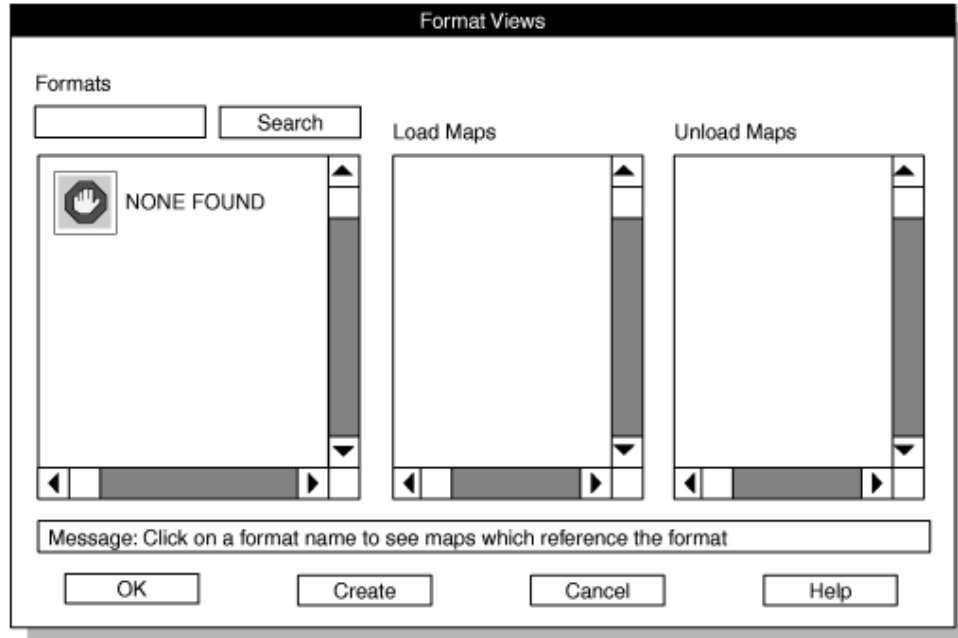 Format Views
Formats
Search
Load Maps
Unload Maps
NONE FOUND
Message: Click on a format name to see maps which reference the format
OK
Create
Cancel
Help